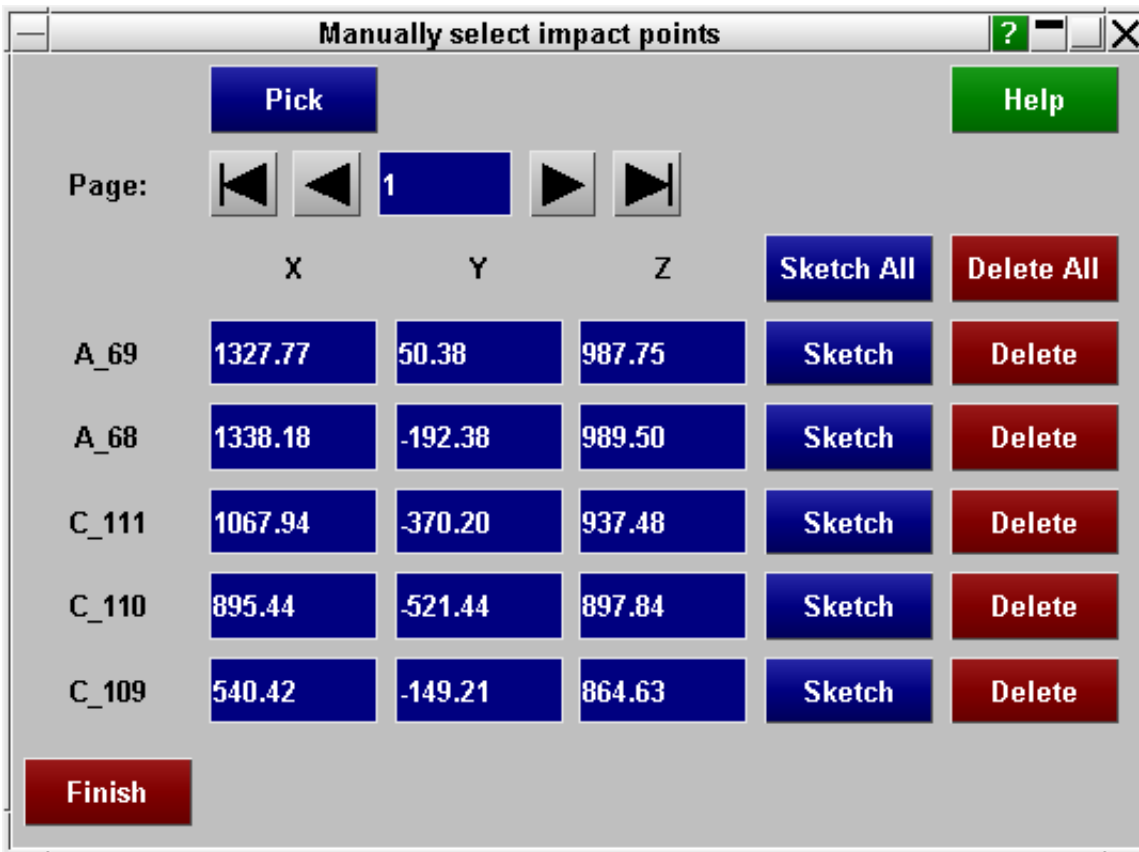 Manually select impact points ?
Pick Help
Page: 1
X Y Z Sketch All Delete All
A_69 1327.77 50.38 987.75 Sketch Delete
A_68 1338.18 -192.38 989.50 Sketch Delete
C_111 1067.94 -370.20 937.48 Sketch Delete
C_110 895.44 -521.44 897.84 Sketch Delete
C_109 540.42 -149.21 864.63 Sketch Delete
Finish